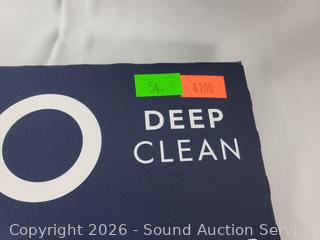 54.
4100
O
DEEP
CLEAN
Copyright 2026 - Sound Auction Service